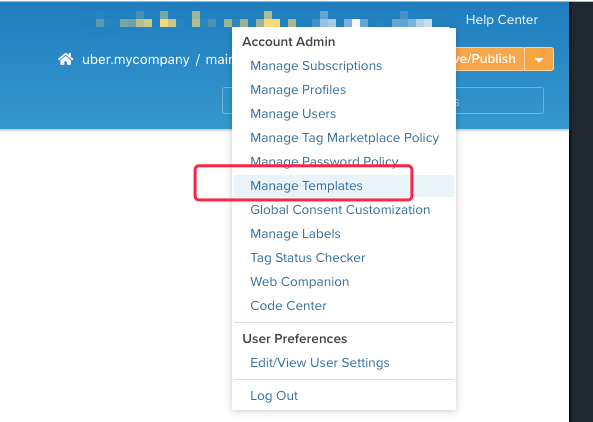 Help Center
Account Admin
uber.mycompany / main
ve/Publish
Manage Subscriptions
Manage Profiles
s
Manage Users
Manage Tag Marketplace Policy
Manage Password Policy
Manage Templates
Global Consent Customization
Manage Labels
Tag Status Checker
Web Companion
Code Center
User Preferences
Edit/View User Settings
Log Out